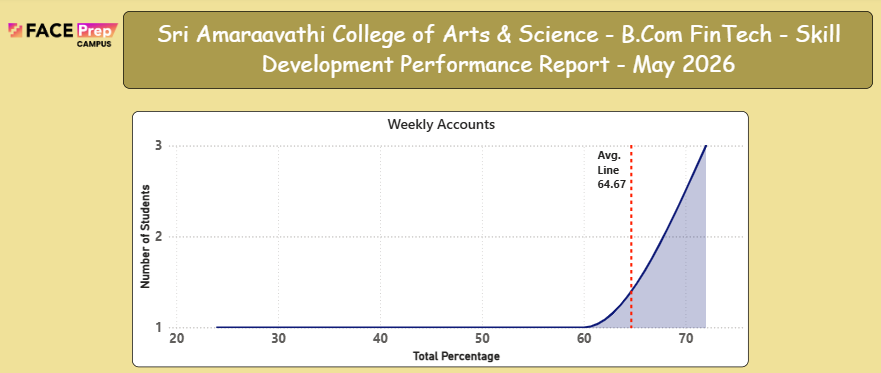 FACE Prep
CAMPUS
Sri Amaraavathi College of Arts & Science - B.Com FinTech - Skill
Development Performance Report - May 2026
Weekly Accounts
Avg.
Line
64.67
3
2
1
Number of Students
20 30 40 50 60 70
Total Percentage